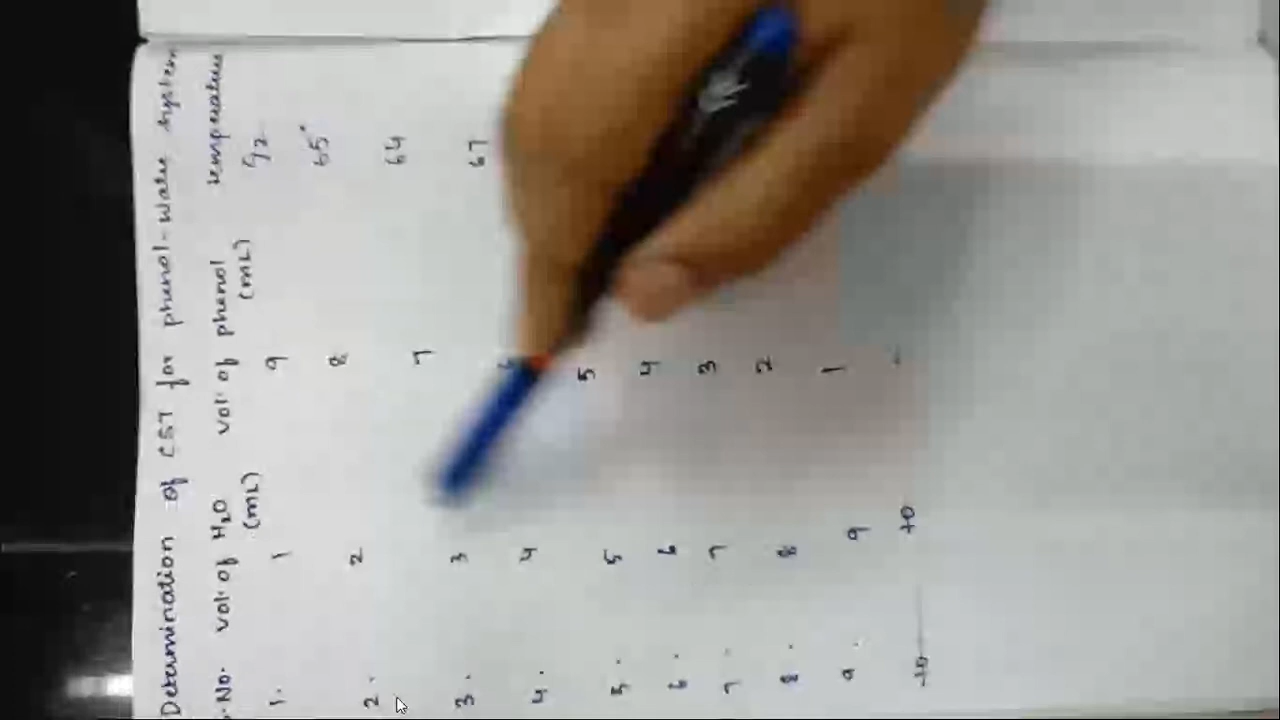 Determination of CST for phenol-water system
S.No. vol. of H₂O (mL) vol. of phenol (mL) temperature
1. 1 9
2. 2 8 65°
3. 3 7 64
4. 4 67
5. 5 5
6. 6 4
7. 7 3
8. 8 2
9. 9 1
10 10 -